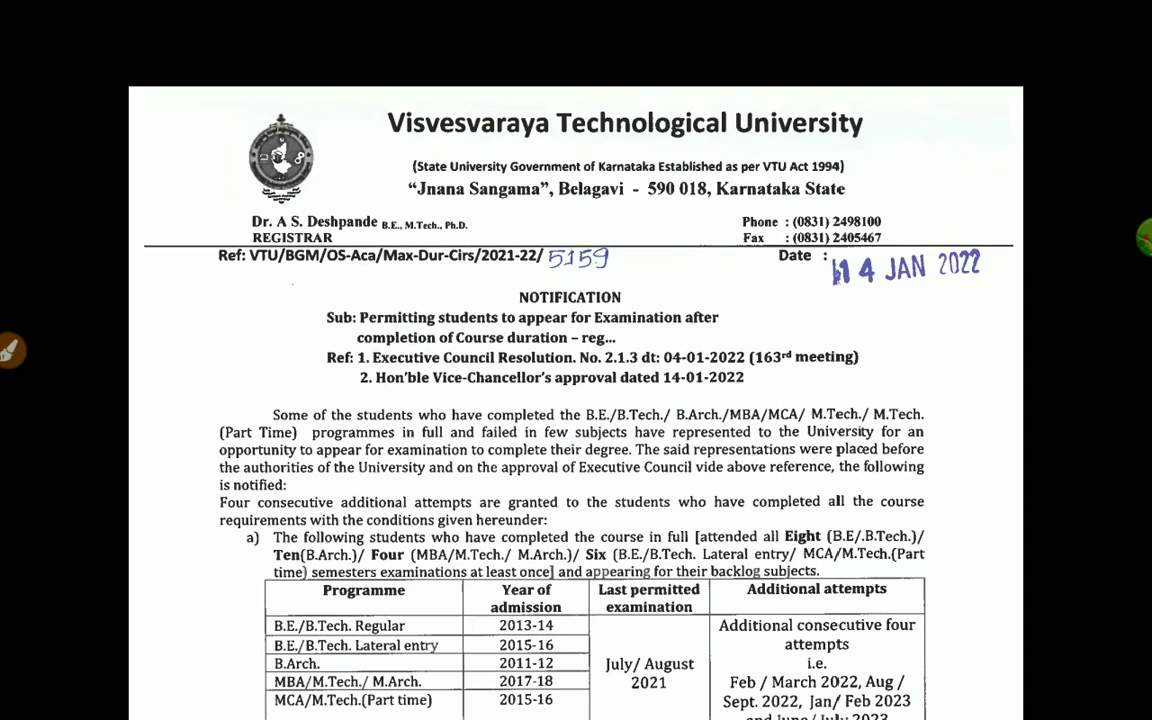 Visvesvaraya Technological University
(State University Government of Karnataka Established as per VTU Act 1994)
“Jnana Sangama”, Belagavi - 590 018, Karnataka State
Dr. A S. Deshpande B.E., M.Tech., Ph.D.
REGISTRAR
Phone : (0831) 2498100
Fax : (0831) 2405467
Ref: VTU/BGM/OS-Aca/Max-Dur-Cirs/2021-22/ 5159
Date : 14 JAN 2022
NOTIFICATION
Sub: Permitting students to appear for Examination after
completion of Course duration – reg...
Ref: 1. Executive Council Resolution. No. 2.1.3 dt: 04-01-2022 (163rd meeting)
2. Hon'ble Vice-Chancellor's approval dated 14-01-2022
Some of the students who have completed the B.E./B.Tech./ B.Arch./MBA/MCA/ M.Tech./ M.Tech.
(Part Time) programmes in full and failed in few subjects have represented to the University for an
opportunity to appear for examination to complete their degree. The said representations were placed before
the authorities of the University and on the approval of Executive Council vide above reference, the following
is notified:
Four consecutive additional attempts are granted to the students who have completed all the course
requirements with the conditions given hereunder:
a) The following students who have completed the course in full [attended all Eight (B.E/.B.Tech.)/
Ten(B.Arch.)/ Four (MBA/M.Tech./ M.Arch.)/ Six (B.E./B.Tech. Lateral entry/ MCA/M.Tech.(Part
time) semesters examinations at least once] and appearing for their backlog subjects.
Programme
Year of
admission
Last permitted
examination
Additional attempts
B.E./B.Tech. Regular
2013-14
B.E./B.Tech. Lateral entry
2015-16
B.Arch.
2011-12
MBA/M.Tech./ M.Arch.
2017-18
MCA/M.Tech.(Part time)
2015-16
July/ August
2021
Additional consecutive four
attempts
i.e.
Feb / March 2022, Aug /
Sept. 2022, Jan/ Feb 2023
and June/ July 2023